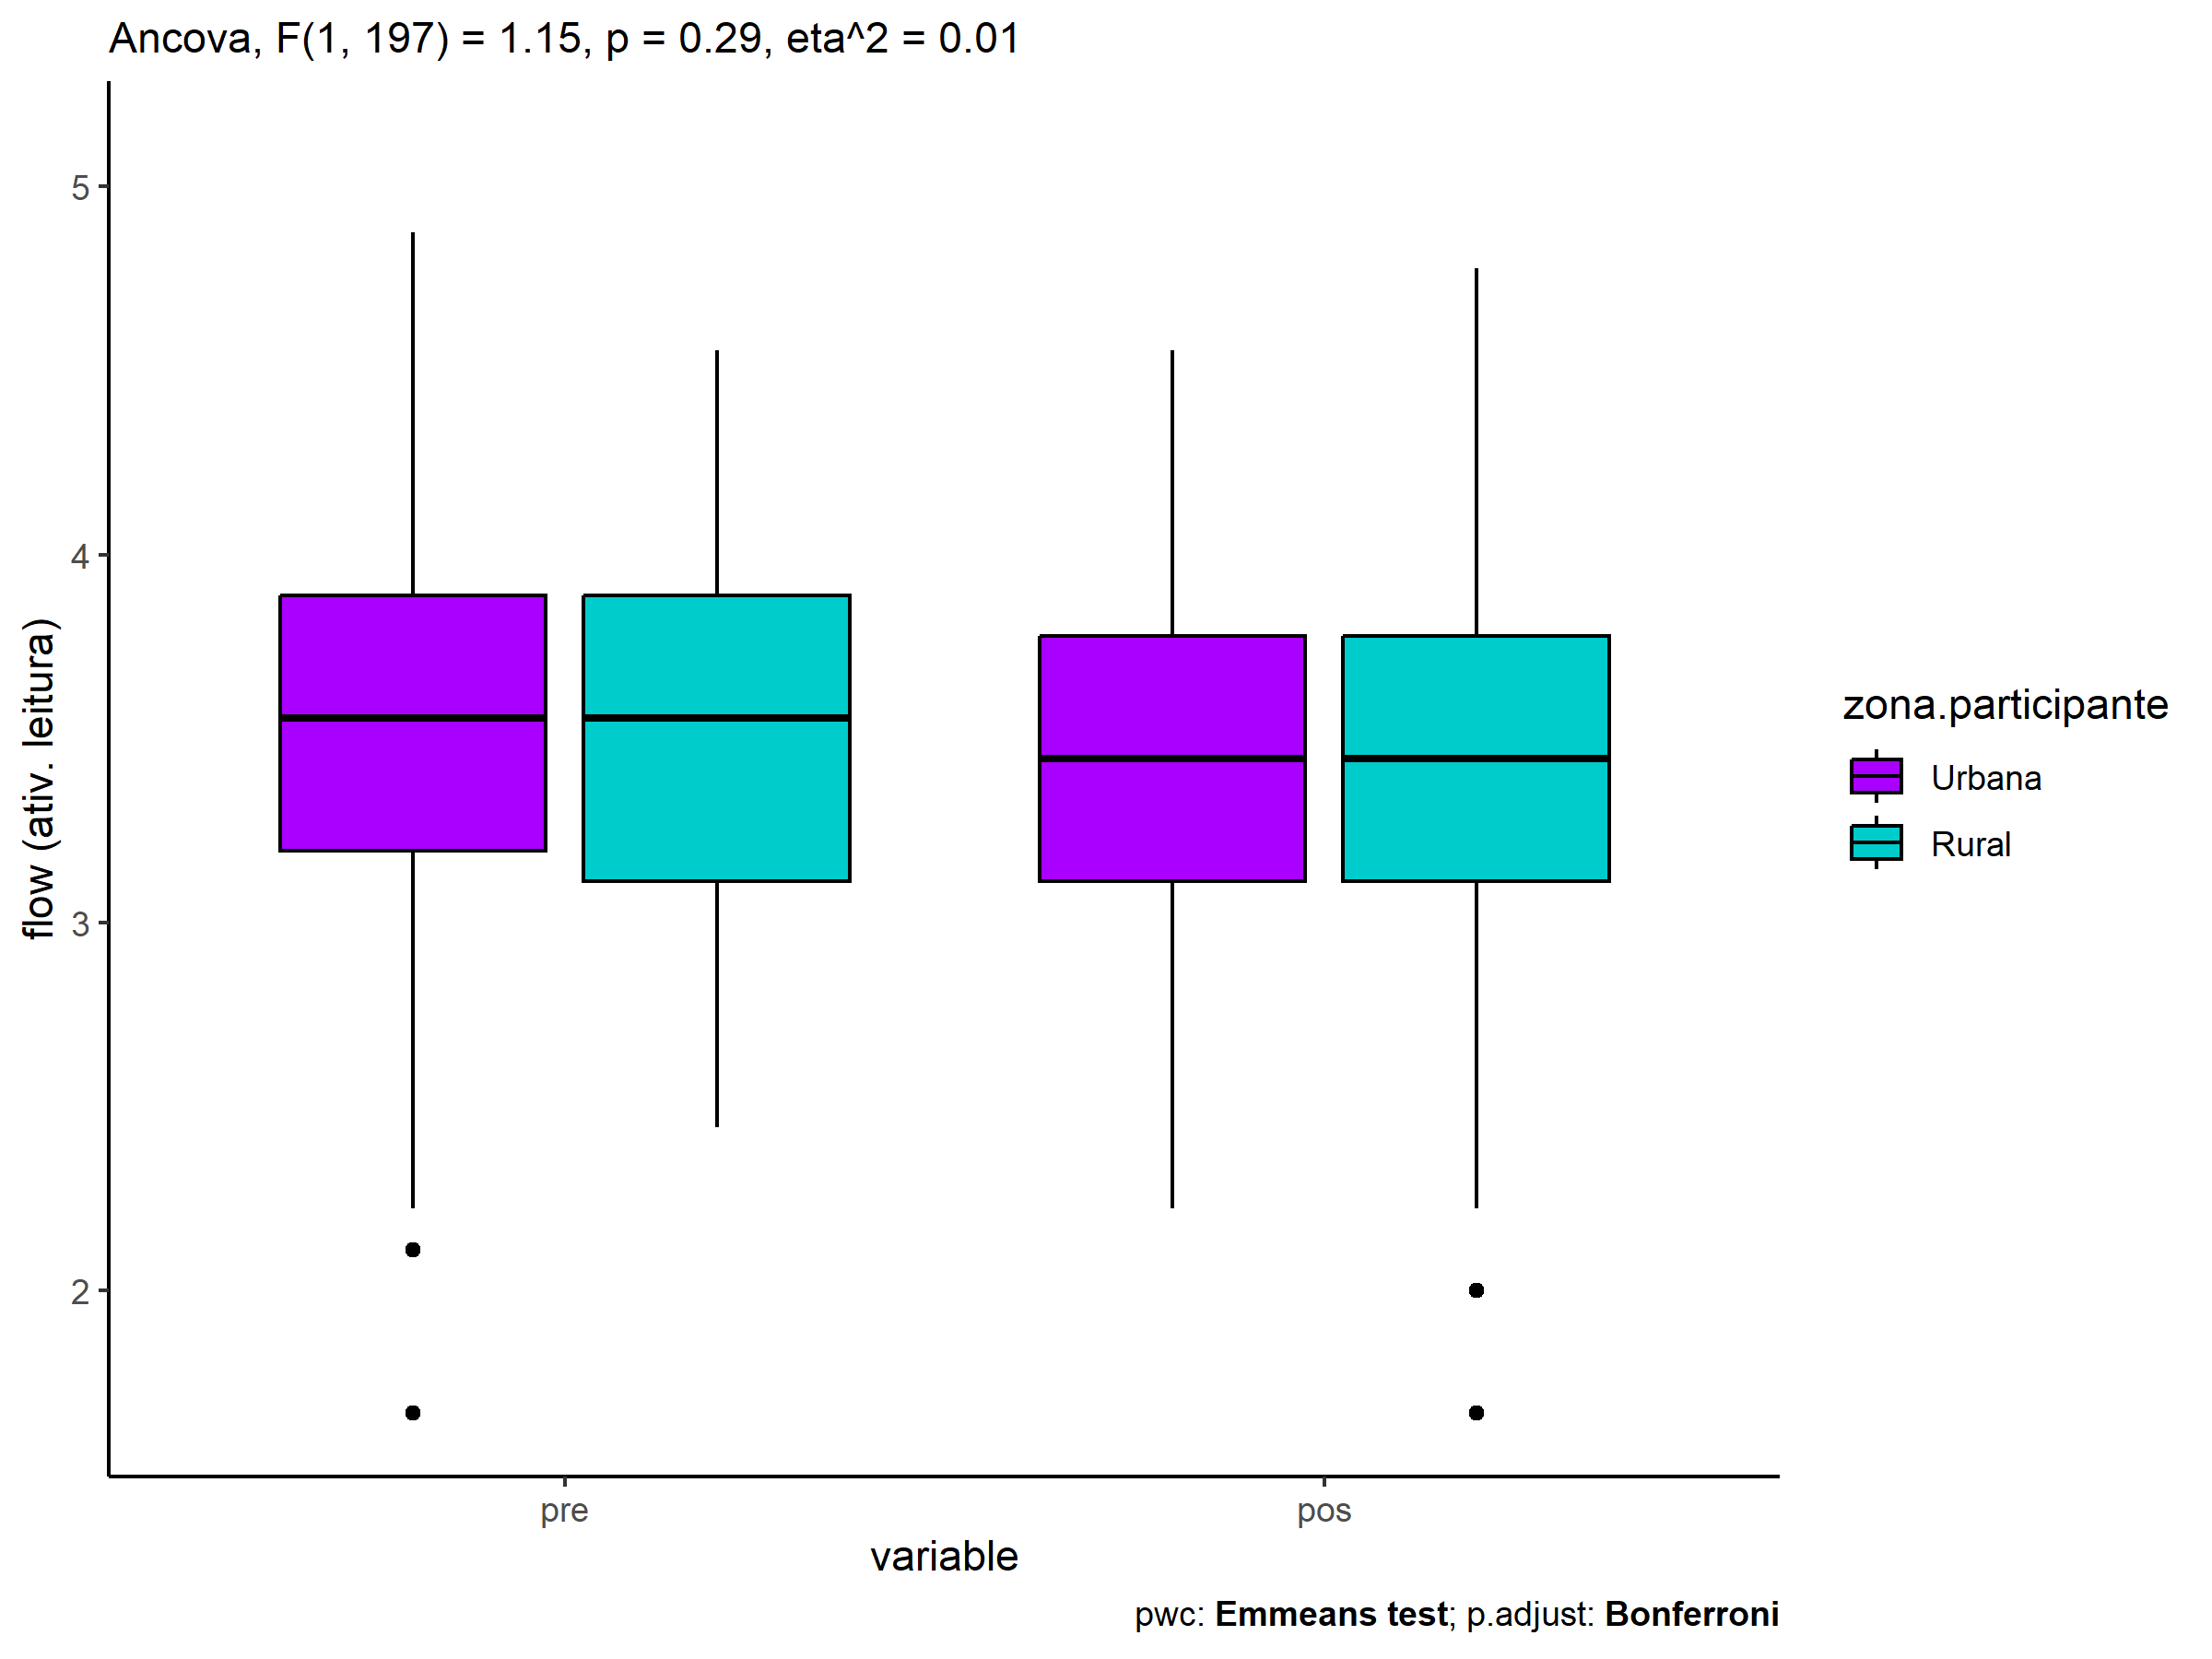 Ancova, F(1, 197) = 1.15, p = 0.29, eta^2 = 0.01
flow (ativ. leitura)
5
4
3
2
pre
pos
variable
zona.participante
Urbana
Rural
pwc: Emmeans test; p.adjust: Bonferroni